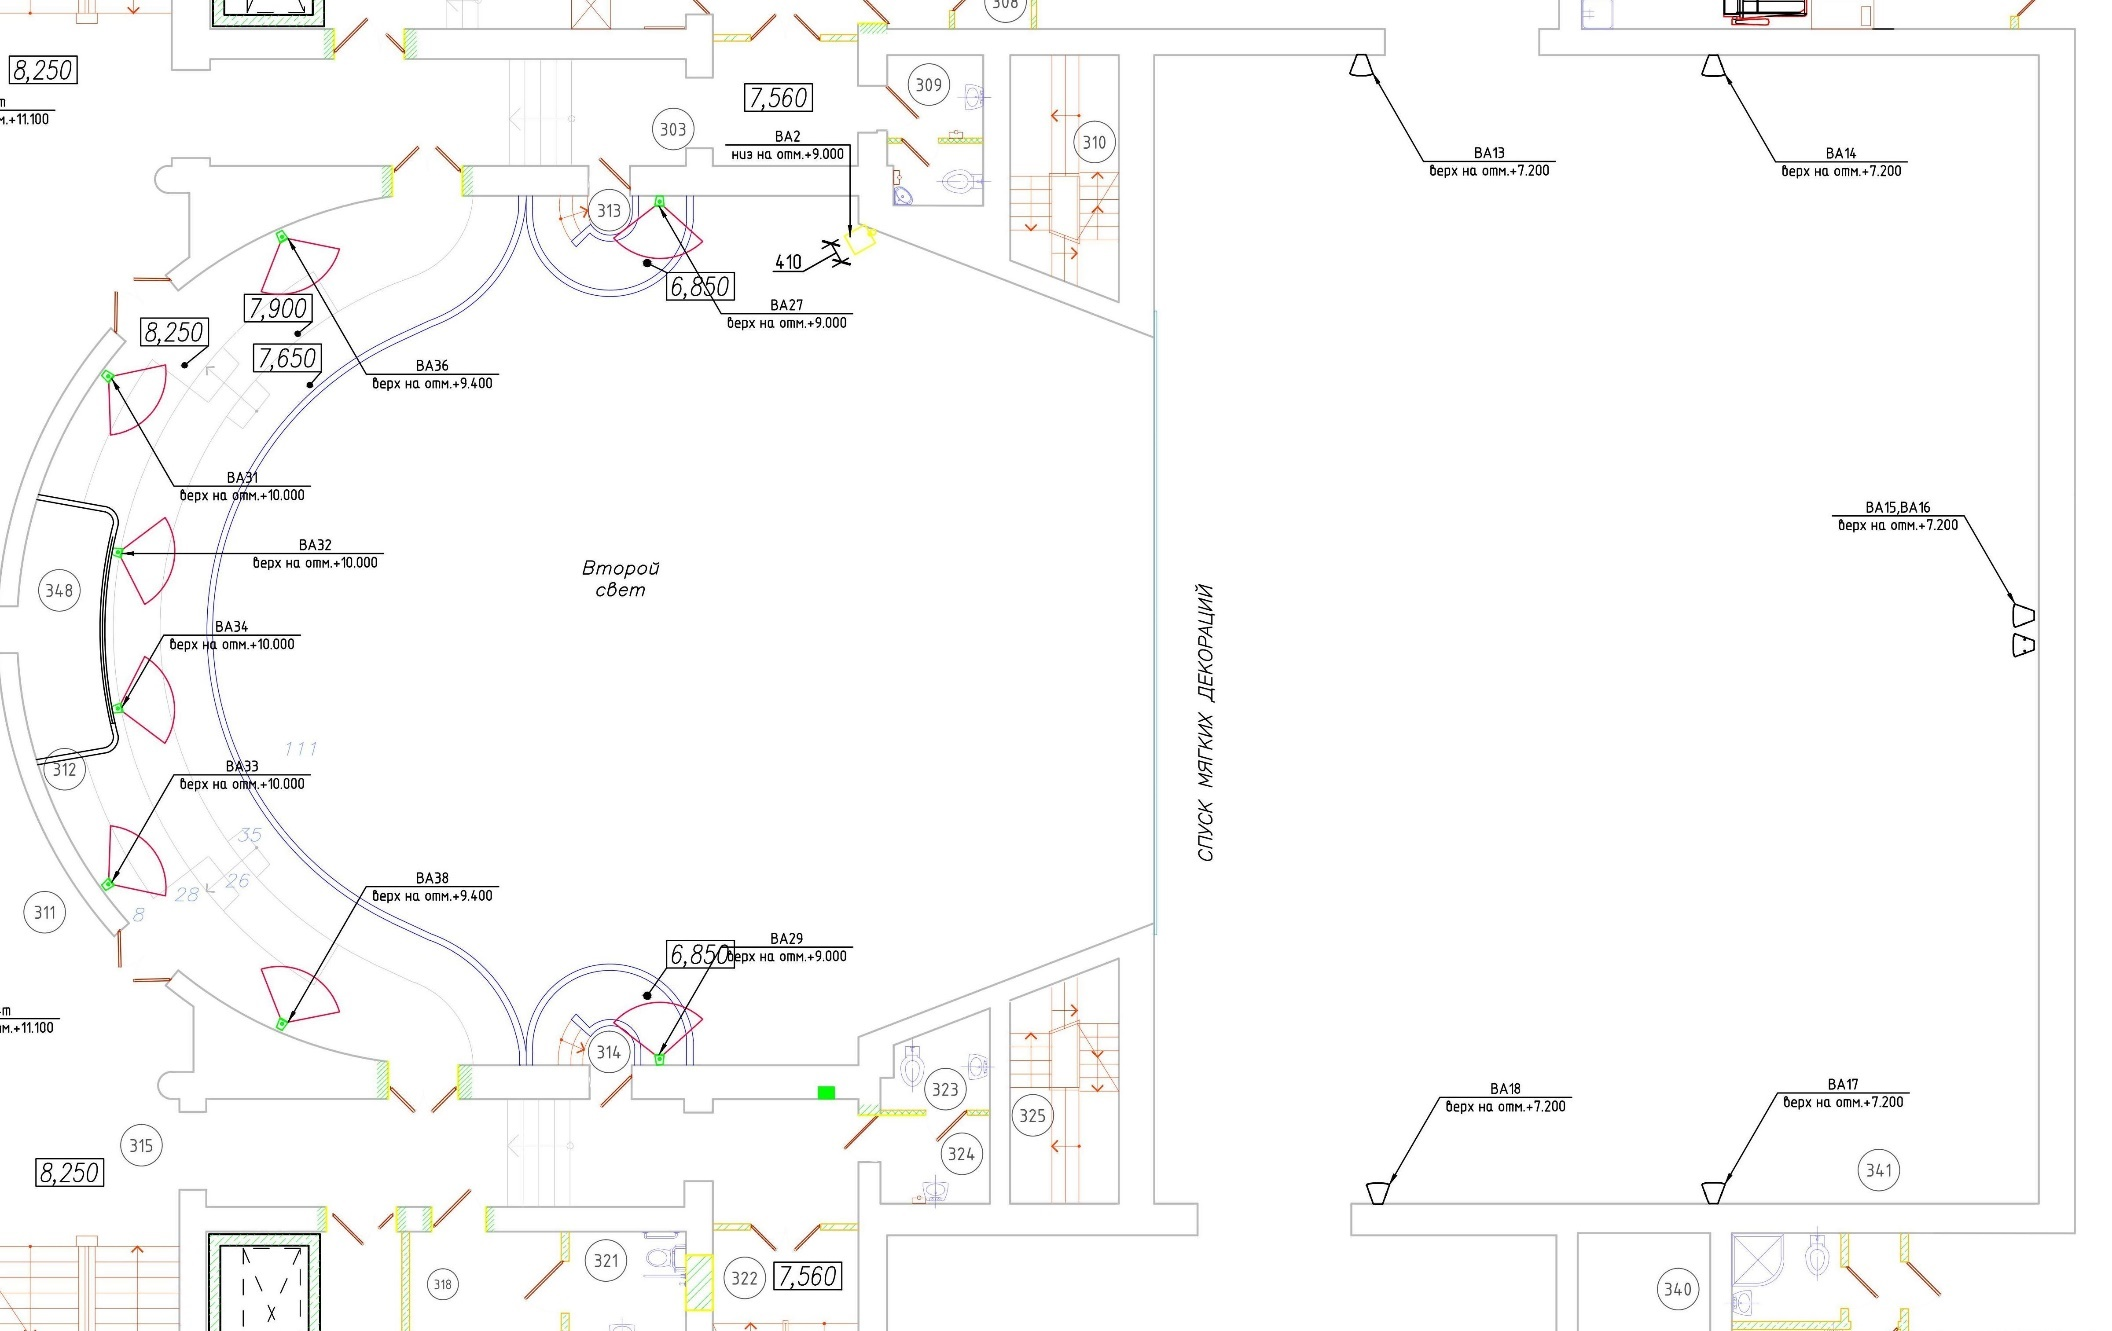 308
8,250
м.+11.100
7,560
303
309
310
ВА2
низ на отм.+9.000
ВА13
верх на отм.+7.200
ВА14
верх на отм.+7.200
313
410
6,850
ВА27
верх на отм.+9.000
7,900
8,250
7,650
ВА36
верх на отм.+9.400
ВА31
верх на отм.+10.000
ВА15,ВА16
верх на отм.+7.200
ВА32
верх на отм.+10.000
348
Второй
свет
СПУСК МЯГКИХ ДЕКОРАЦИЙ
ВА34
верх на отм.+10.000
111
312
ВА33
верх на отм.+10.000
35
26
28
8
311
ВА38
верх на отм.+9.400
6,850
ВА29
верх на отм.+9.000
м.+11.100
314
323
325
324
ВА18
верх на отм.+7.200
ВА17
верх на отм.+7.200
315
8,250
341
318
321
322
7,560
340